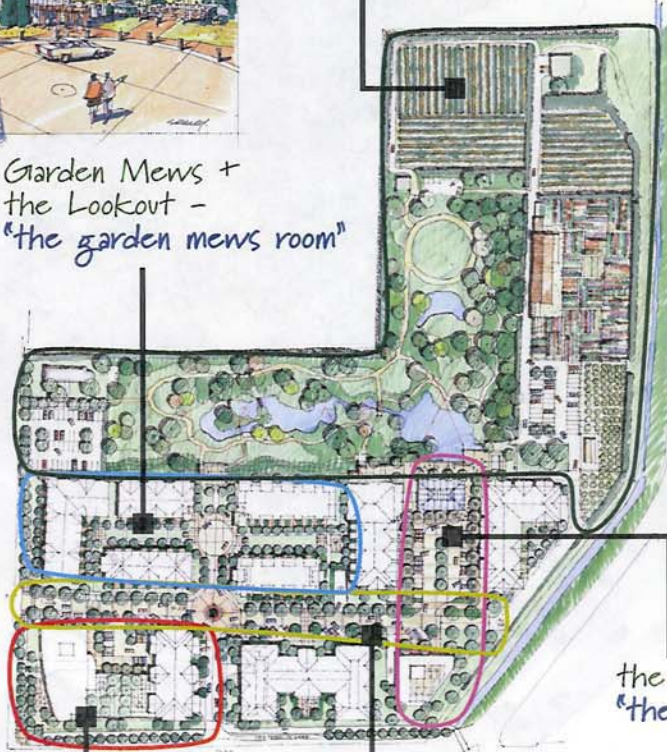 Garden Mews +
the Lookout -
"the garden mews room"
the
"the